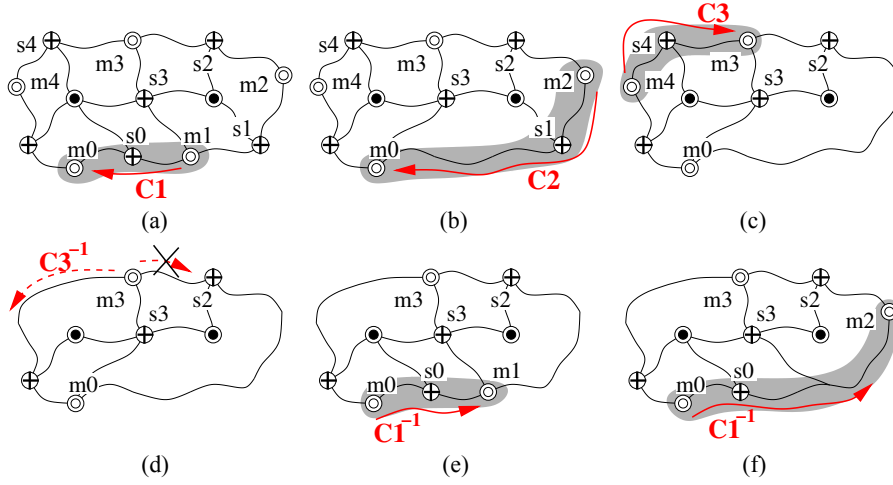 s4 m3 s2 m2 m4 s3 s1 s0 m1 m0 C1
s4 m3 s2 m2 m4 s3 s1 m0 C2
C3 s4 m3 s2 m4 s3 m0
(a) (b) (c)
C3⁻¹ m3 s2 s3 m0
m3 s2 s3 s0 m1 m0 C1⁻¹
m3 s2 m2 s3 s0 m0 C1⁻¹
(d) (e) (f)